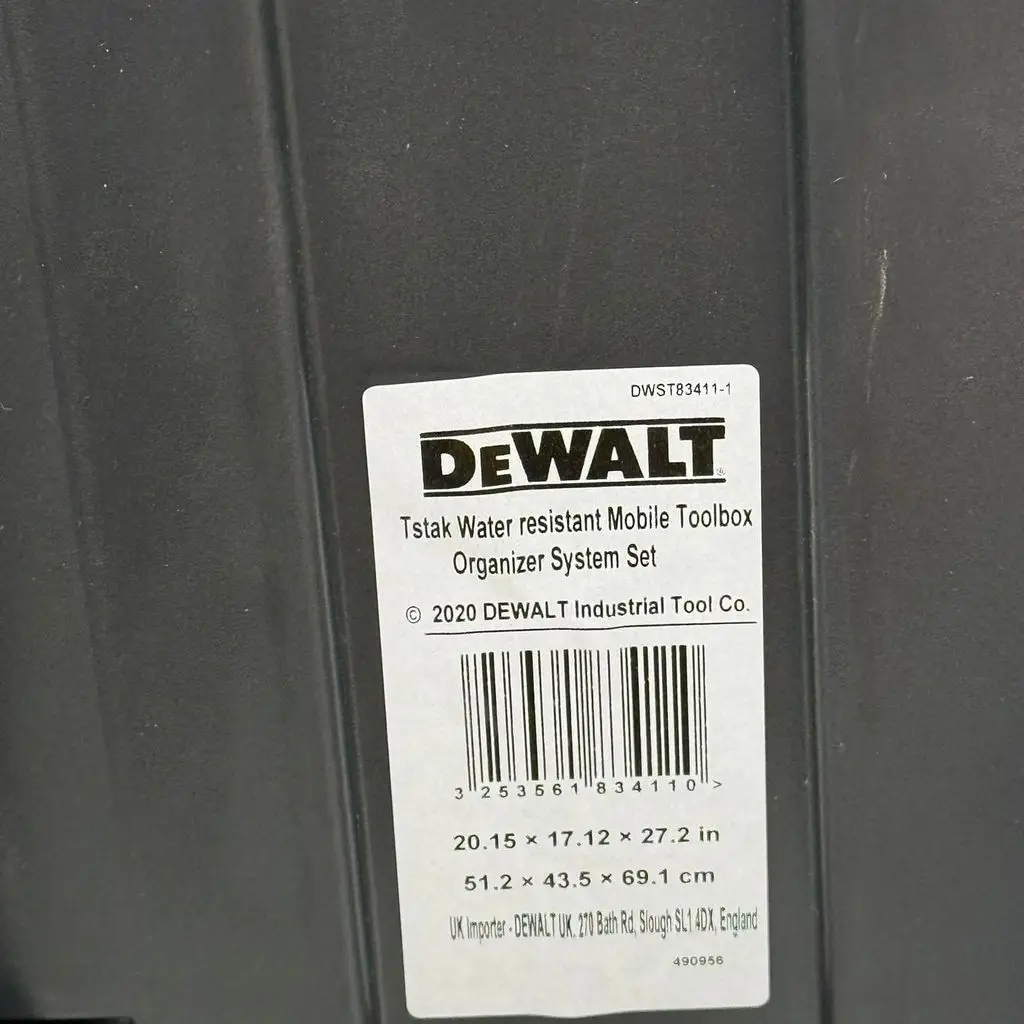 DWST83411-1
DEWALT®
Tstak Water resistant Mobile Toolbox
Organizer System Set
© 2020 DEWALT Industrial Tool Co.
3 253561 834110 >
20.15 × 17.12 × 27.2 in
51.2 × 43.5 × 69.1 cm
UK Importer - DEWALT UK, 270 Bath Rd, Slough SL1 4DX, England
490956